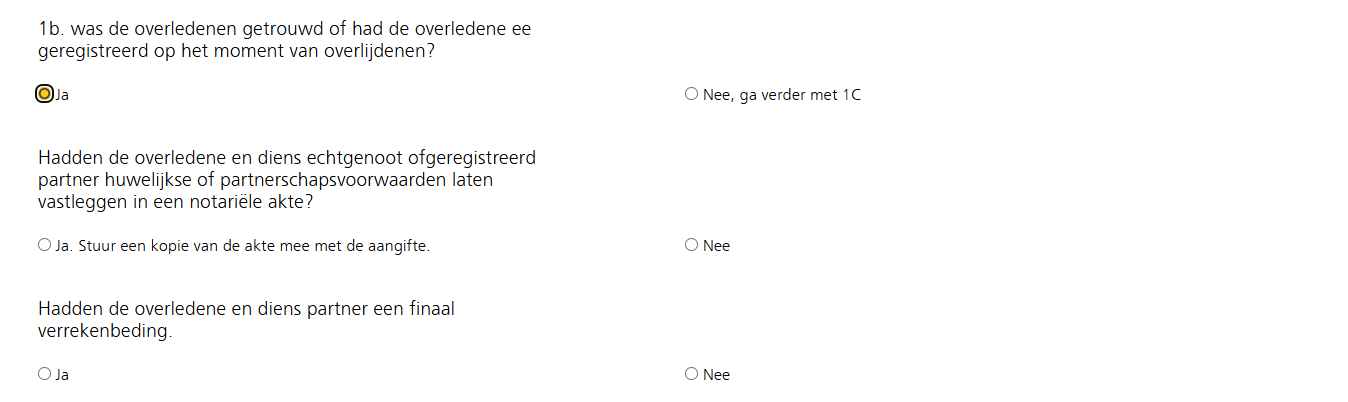 1b. was de overledenen getrouwd of had de overledene ee
geregistreerd op het moment van overlijdenen?
Ja
Nee, ga verder met 1C
Hadden de overledene en diens echtgenoot ofgeregistreerd
partner huwelijkse of partnerschapsvoorwaarden laten
vastleggen in een notariële akte?
Ja. Stuur een kopie van de akte mee met de aangifte.
Nee
Hadden de overledene en diens partner een finaal
verrekenbeding.
Ja
Nee